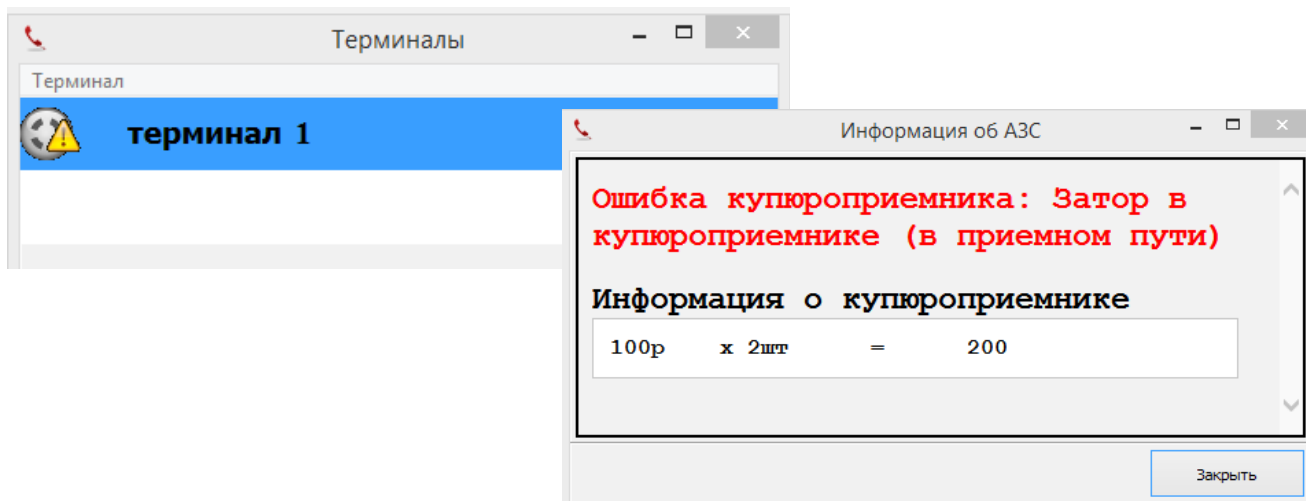 Терминалы
Терминал
терминал 1
Информация об АЗС
Ошибка купюроприемника: Затор в
купюроприемнике (в приемном пути)
Информация о купюроприемнике
100р х 2шт = 200
Закрыть